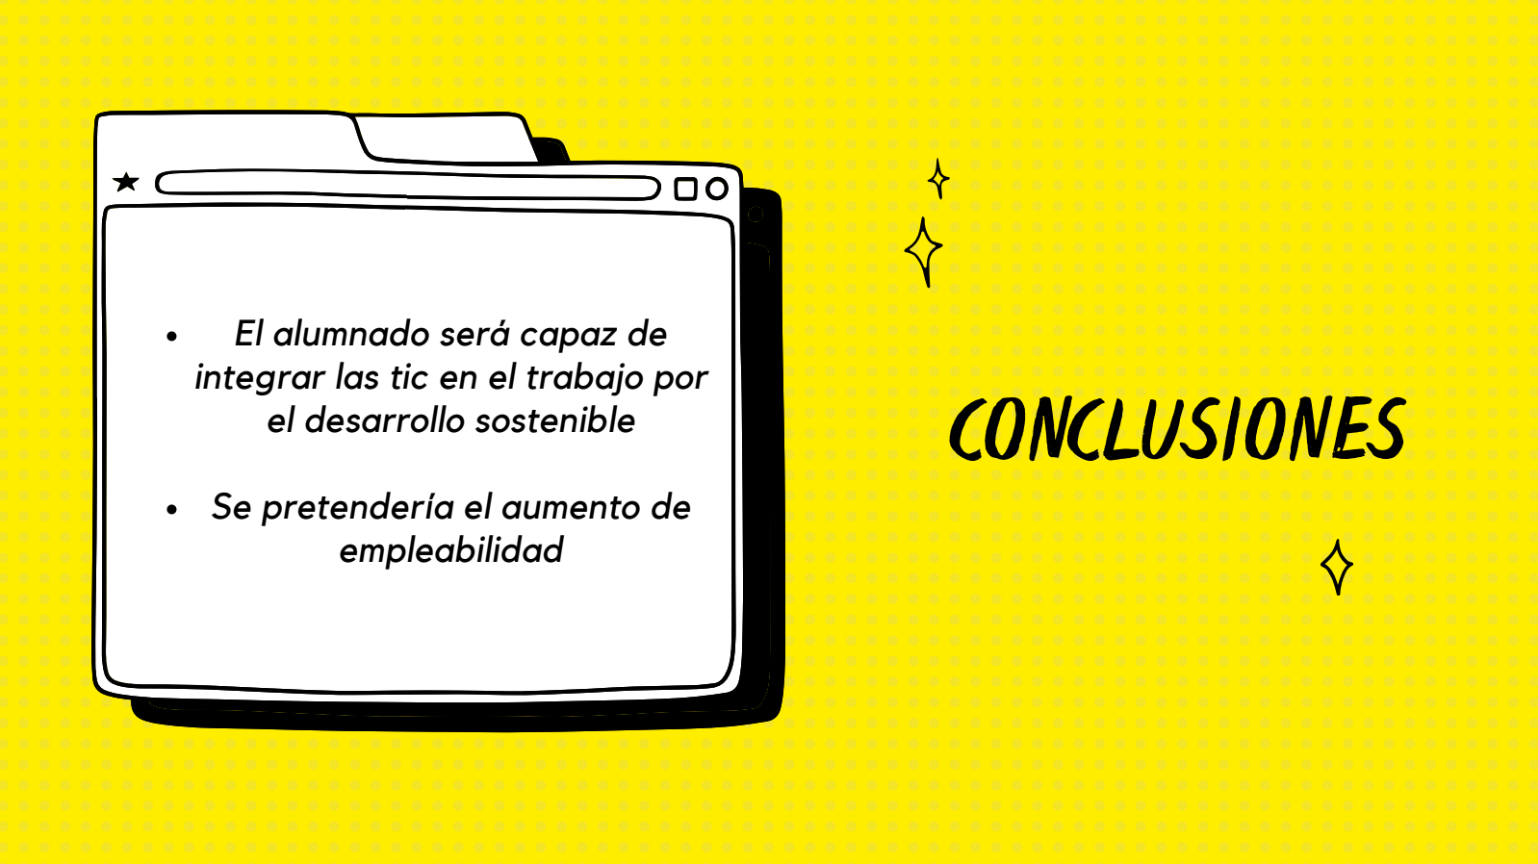 • El alumnado será capaz de
integrar las tic en el trabajo por
el desarrollo sostenible
• Se pretendería el aumento de
empleabilidad
CONCLUSIONES